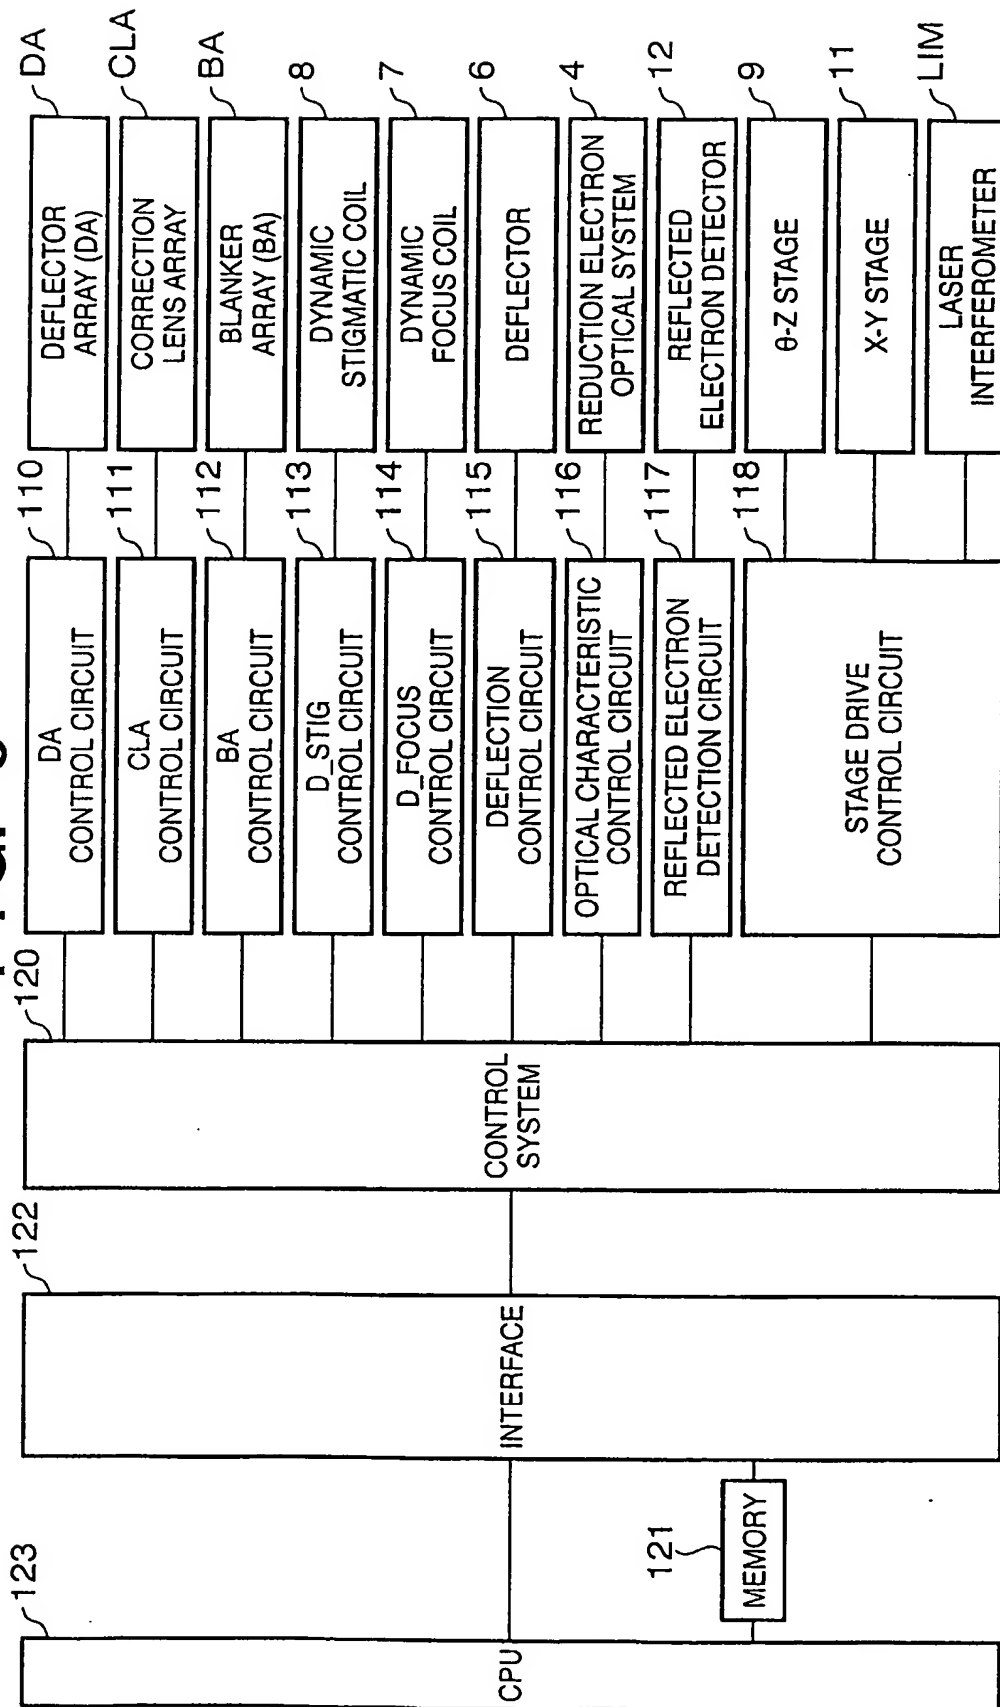 123
CPU
121
MEMORY
122
INTERFACE
120
CONTROL
SYSTEM
110
DA
CONTROL CIRCUIT
DA
DEFLECTOR
ARRAY (DA)
111
CLA
CONTROL CIRCUIT
CLA
CORRECTION
LENS ARRAY
112
BA
CONTROL CIRCUIT
BA
BLANKER
ARRAY (BA)
113
D_STIG
CONTROL CIRCUIT
8
DYNAMIC
STIGMATIC COIL
114
D_FOCUS
CONTROL CIRCUIT
7
DYNAMIC
FOCUS COIL
115
DEFLECTION
CONTROL CIRCUIT
6
DEFLECTOR
116
OPTICAL CHARACTERISTIC
CONTROL CIRCUIT
4
REDUCTION ELECTRON
OPTICAL SYSTEM
117
REFLECTED ELECTRON
DETECTION CIRCUIT
12
REFLECTED
ELECTRON DETECTOR
118
STAGE DRIVE
CONTROL CIRCUIT
9
θ-Z STAGE
11
X-Y STAGE
LIM
LASER
INTERFEROMETER